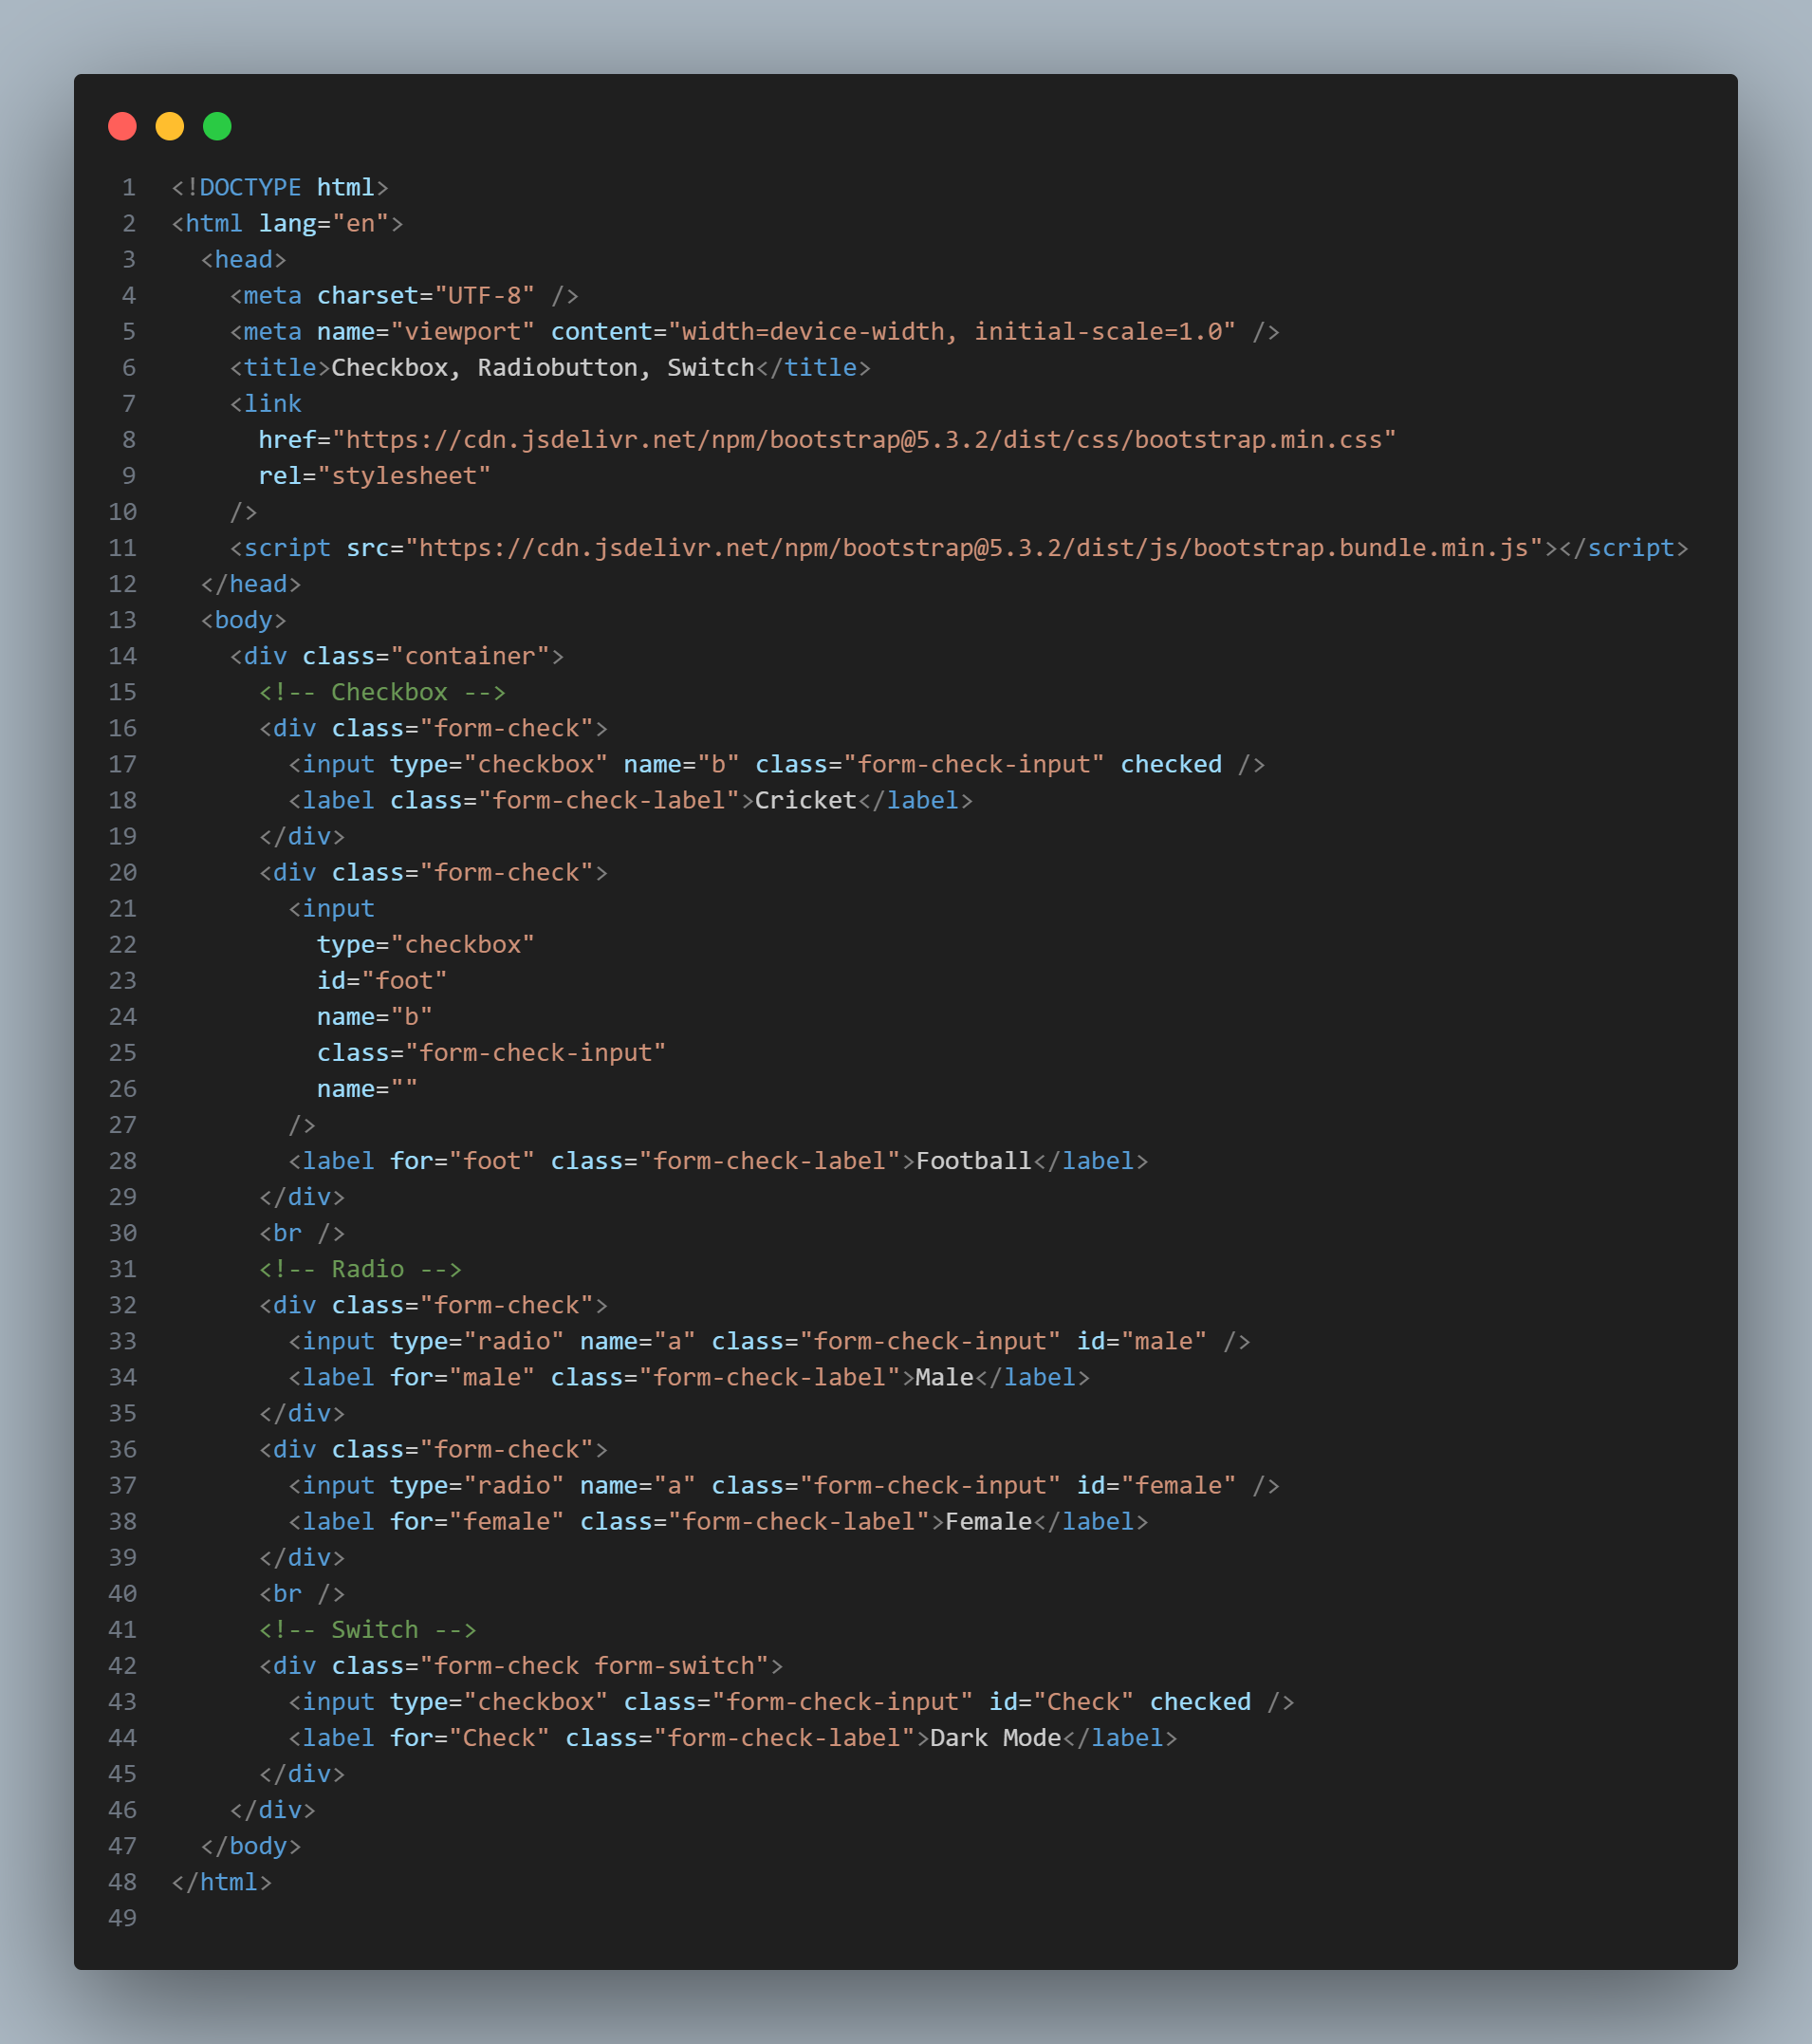 1 <!DOCTYPE html>
2 <html lang="en">
3   <head>
4     <meta charset="UTF-8" />
5     <meta name="viewport" content="width=device-width, initial-scale=1.0" />
6     <title>Checkbox, Radiobutton, Switch</title>
7     <link
8       href="https://cdn.jsdelivr.net/npm/bootstrap@5.3.2/dist/css/bootstrap.min.css"
9       rel="stylesheet"
10     />
11     <script src="https://cdn.jsdelivr.net/npm/bootstrap@5.3.2/dist/js/bootstrap.bundle.min.js"></script>
12   </head>
13   <body>
14     <div class="container">
15       <!-- Checkbox -->
16       <div class="form-check">
17         <input type="checkbox" name="b" class="form-check-input" checked />
18         <label class="form-check-label">Cricket</label>
19       </div>
20       <div class="form-check">
21         <input
22           type="checkbox"
23           id="foot"
24           name="b"
25           class="form-check-input"
26           name=""
27         />
28         <label for="foot" class="form-check-label">Football</label>
29       </div>
30       <br />
31       <!-- Radio -->
32       <div class="form-check">
33         <input type="radio" name="a" class="form-check-input" id="male" />
34         <label for="male" class="form-check-label">Male</label>
35       </div>
36       <div class="form-check">
37         <input type="radio" name="a" class="form-check-input" id="female" />
38         <label for="female" class="form-check-label">Female</label>
39       </div>
40       <br />
41       <!-- Switch -->
42       <div class="form-check form-switch">
43         <input type="checkbox" class="form-check-input" id="Check" checked />
44         <label for="Check" class="form-check-label">Dark Mode</label>
45       </div>
46     </div>
47   </body>
48 </html>
49